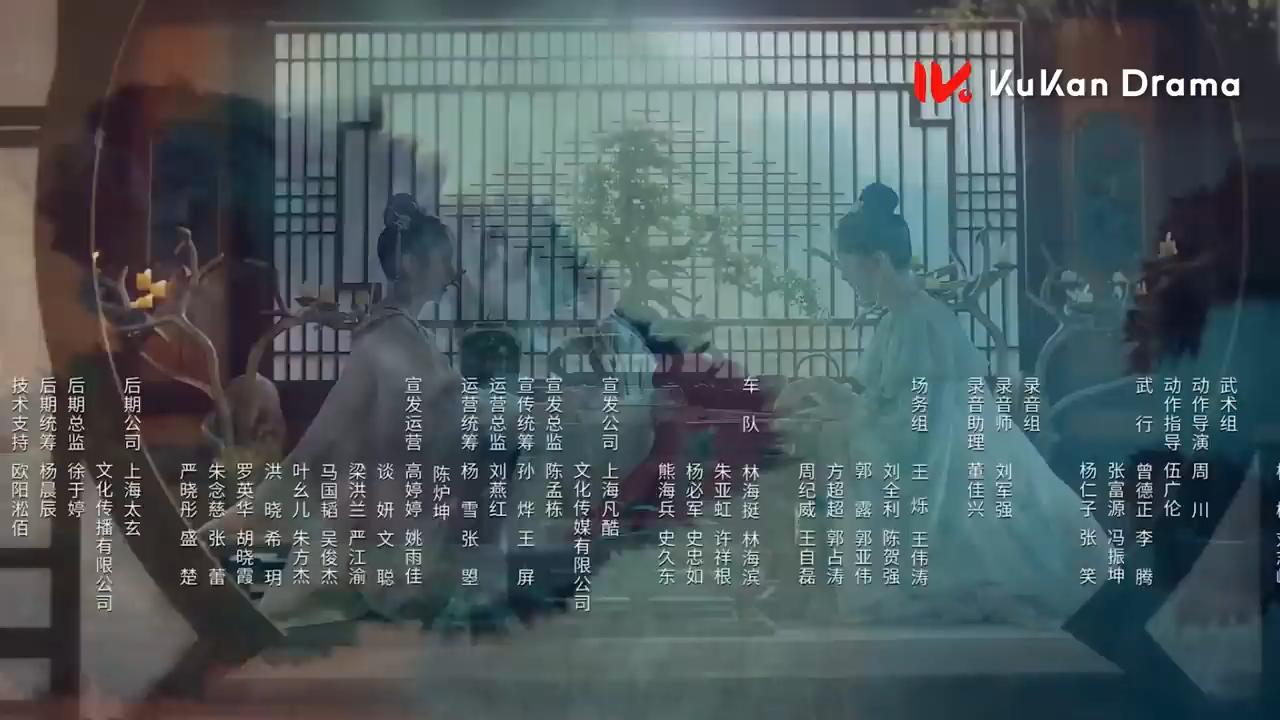 KuKan Drama
武术组
动作导演 周川
动作指导 伍广伦
武行 曾德正 李腾
张富源 冯振坤
杨仁子 张笑
录音组
录音师 刘军强
录音助理 董佳兴
场务组 王烁 王伟涛
刘全利 陈贺强
郭露 郭亚伟
方超超 郭占涛
周纪威 王自磊
车队 林海挺 林海滨
朱亚虹 许祥根
杨必军 史忠如
熊海兵 史久东
宣发公司 上海凡酷
文化传媒有限公司
宣发总监 陈孟栋
宣传统筹 孙烨 王屏
运营总监 刘燕红
运营统筹 杨雪 张曌
陈炉坤
宣发运营 高婷婷 姚雨佳
谈妍 文聪
梁洪兰 严江渝
马国韬 吴俊杰
叶幺儿 朱方杰
洪晓 希玥
罗英华 胡晓霞
朱念慈 张蕾
严晓彤 盛楚
后期公司 上海太玄
文化传播有限公司
后期总监 徐于婷
后期统筹 杨晨辰
技术支持 欧阳淞佰